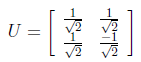 U = [ 1/√2 1/√2
1/√2 -1/√2 ]